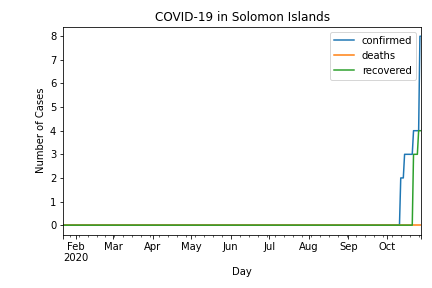 COVID-19 in Solomon Islands
confirmed
deaths
recovered
Number of Cases
8
7
6
5
4
3
2
1
0
Feb Mar Apr May Jun Jul Aug Sep Oct
2020
Day